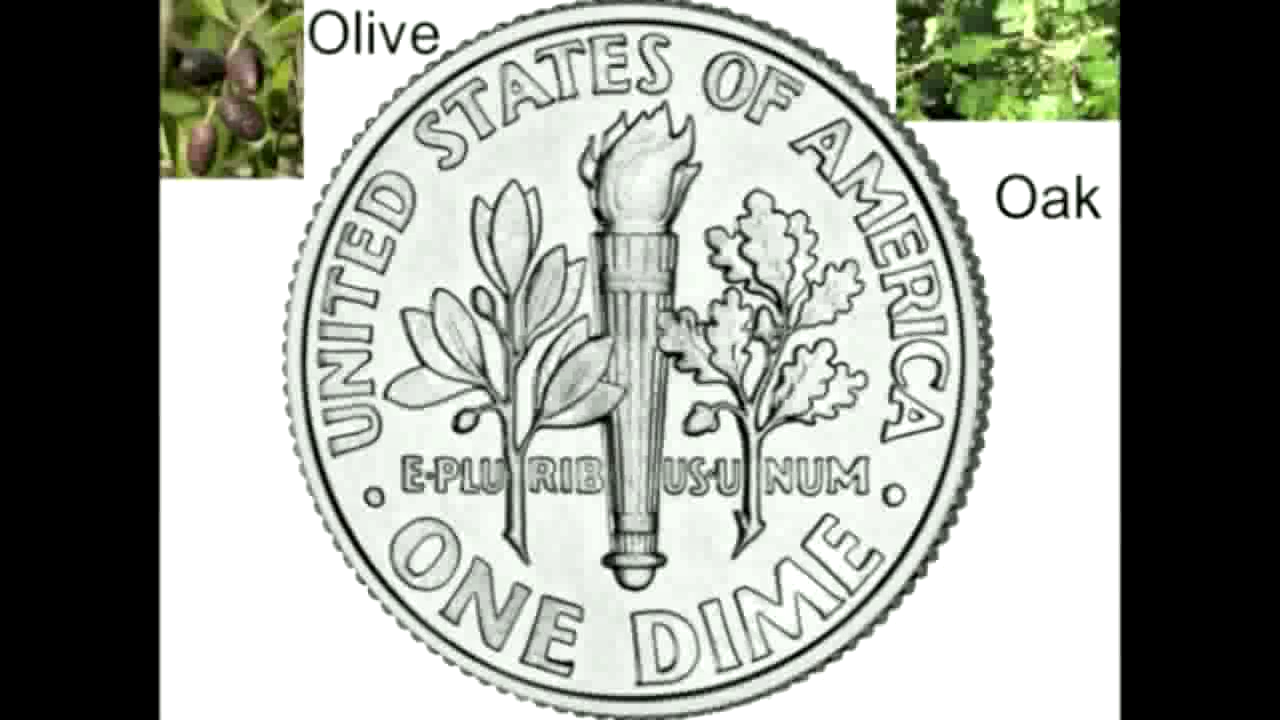 Olive
Oak
UNITED STATES OF AMERICA
E·PLURIBUS·UNUM
ONE DIME